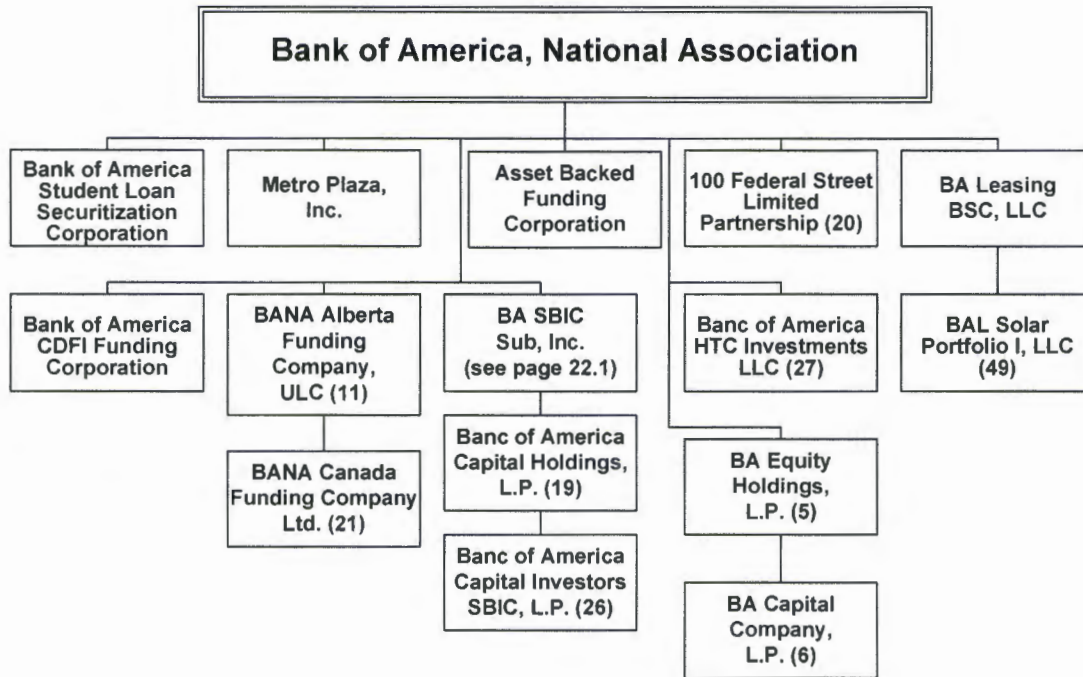 Bank of America, National Association
Bank of America
Student Loan
Securitization
Corporation
Metro Plaza,
Inc.
Asset Backed
Funding
Corporation
100 Federal Street
Limited
Partnership (20)
BA Leasing
BSC, LLC
Bank of America
CDFI Funding
Corporation
BANA Alberta
Funding
Company,
ULC (11)
BA SBIC
Sub, Inc.
(see page 22.1)
Banc of America
HTC Investments
LLC (27)
BAL Solar
Portfolio I, LLC
(49)
BANA Canada
Funding Company
Ltd. (21)
Banc of America
Capital Holdings,
L.P. (19)
BA Equity
Holdings,
L.P. (5)
Banc of America
Capital Investors
SBIC, L.P. (26)
BA Capital
Company,
L.P. (6)